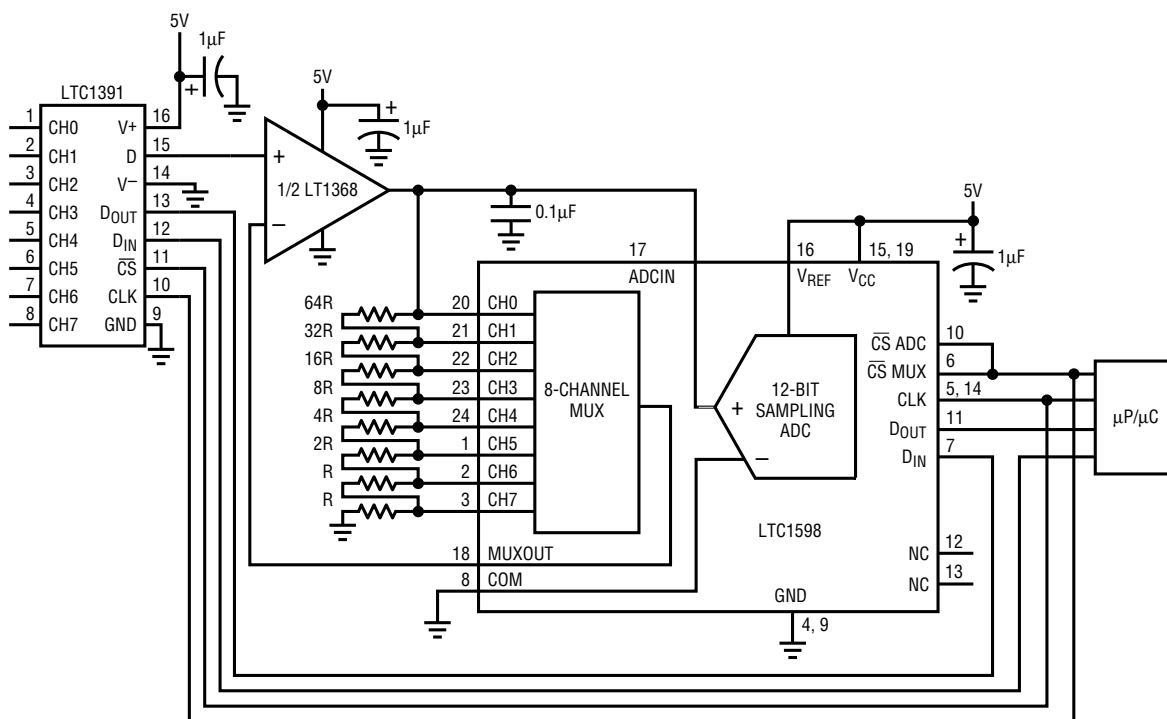 5V
1µF
+
LTC1391
1 CH0 V+ 16
2 CH1 D 15
3 CH2 V– 14
4 CH3 DOUT 13
5 CH4 DIN 12
6 CH5 CS 11
7 CH6 CLK 10
8 CH7 GND 9
5V
+
1µF
+
1/2 LT1368
–
0.1µF
5V
+
1µF
17
ADCIN
16
VREF
15, 19
VCC
64R 20 CH0
32R 21 CH1
16R 22 CH2
8R 23 CH3
4R 24 CH4
2R 1 CH5
R 2 CH6
R 3 CH7
8-CHANNEL
MUX
+
12-BIT
SAMPLING
ADC
–
CS ADC 10
CS MUX 6
CLK 5, 14
DOUT 11
DIN 7
µP/µC
LTC1598
NC 12
NC 13
18 MUXOUT
8 COM
GND
4, 9